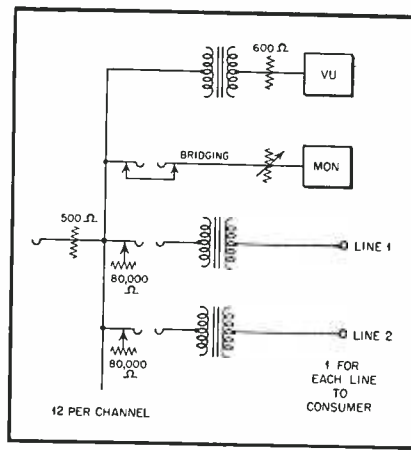 600 Ω
VU
BRIDGING
MON
500 Ω
LINE 1
80,000
Ω
LINE 2
80,000
Ω
1 FOR
EACH LINE
TO
CONSUMER
12 PER CHANNEL